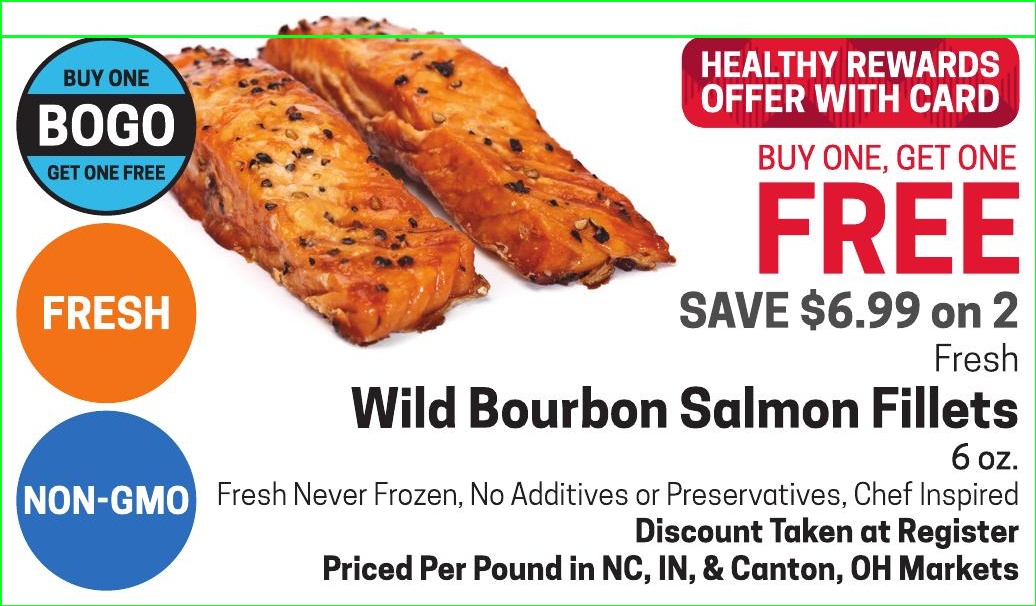 BUY ONE
BOGO
GET ONE FREE
FRESH
NON-GMO
HEALTHY REWARDS
OFFER WITH CARD
BUY ONE, GET ONE
FREE
SAVE $6.99 on 2
Fresh
Wild Bourbon Salmon Fillets
6 oz.
Fresh Never Frozen, No Additives or Preservatives, Chef Inspired
Discount Taken at Register
Priced Per Pound in NC, IN, & Canton, OH Markets